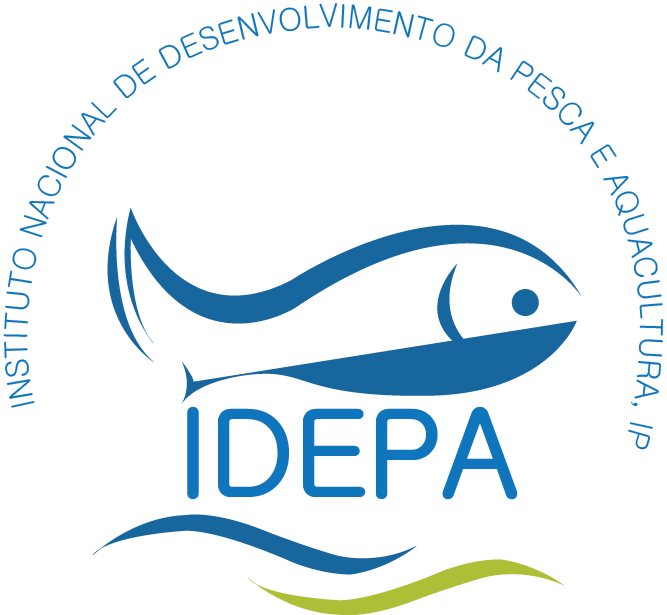 INSTITUTO NACIONAL DE DESENVOLVIMENTO DA PESCA E AQUACULTURA, IP
IDEPA